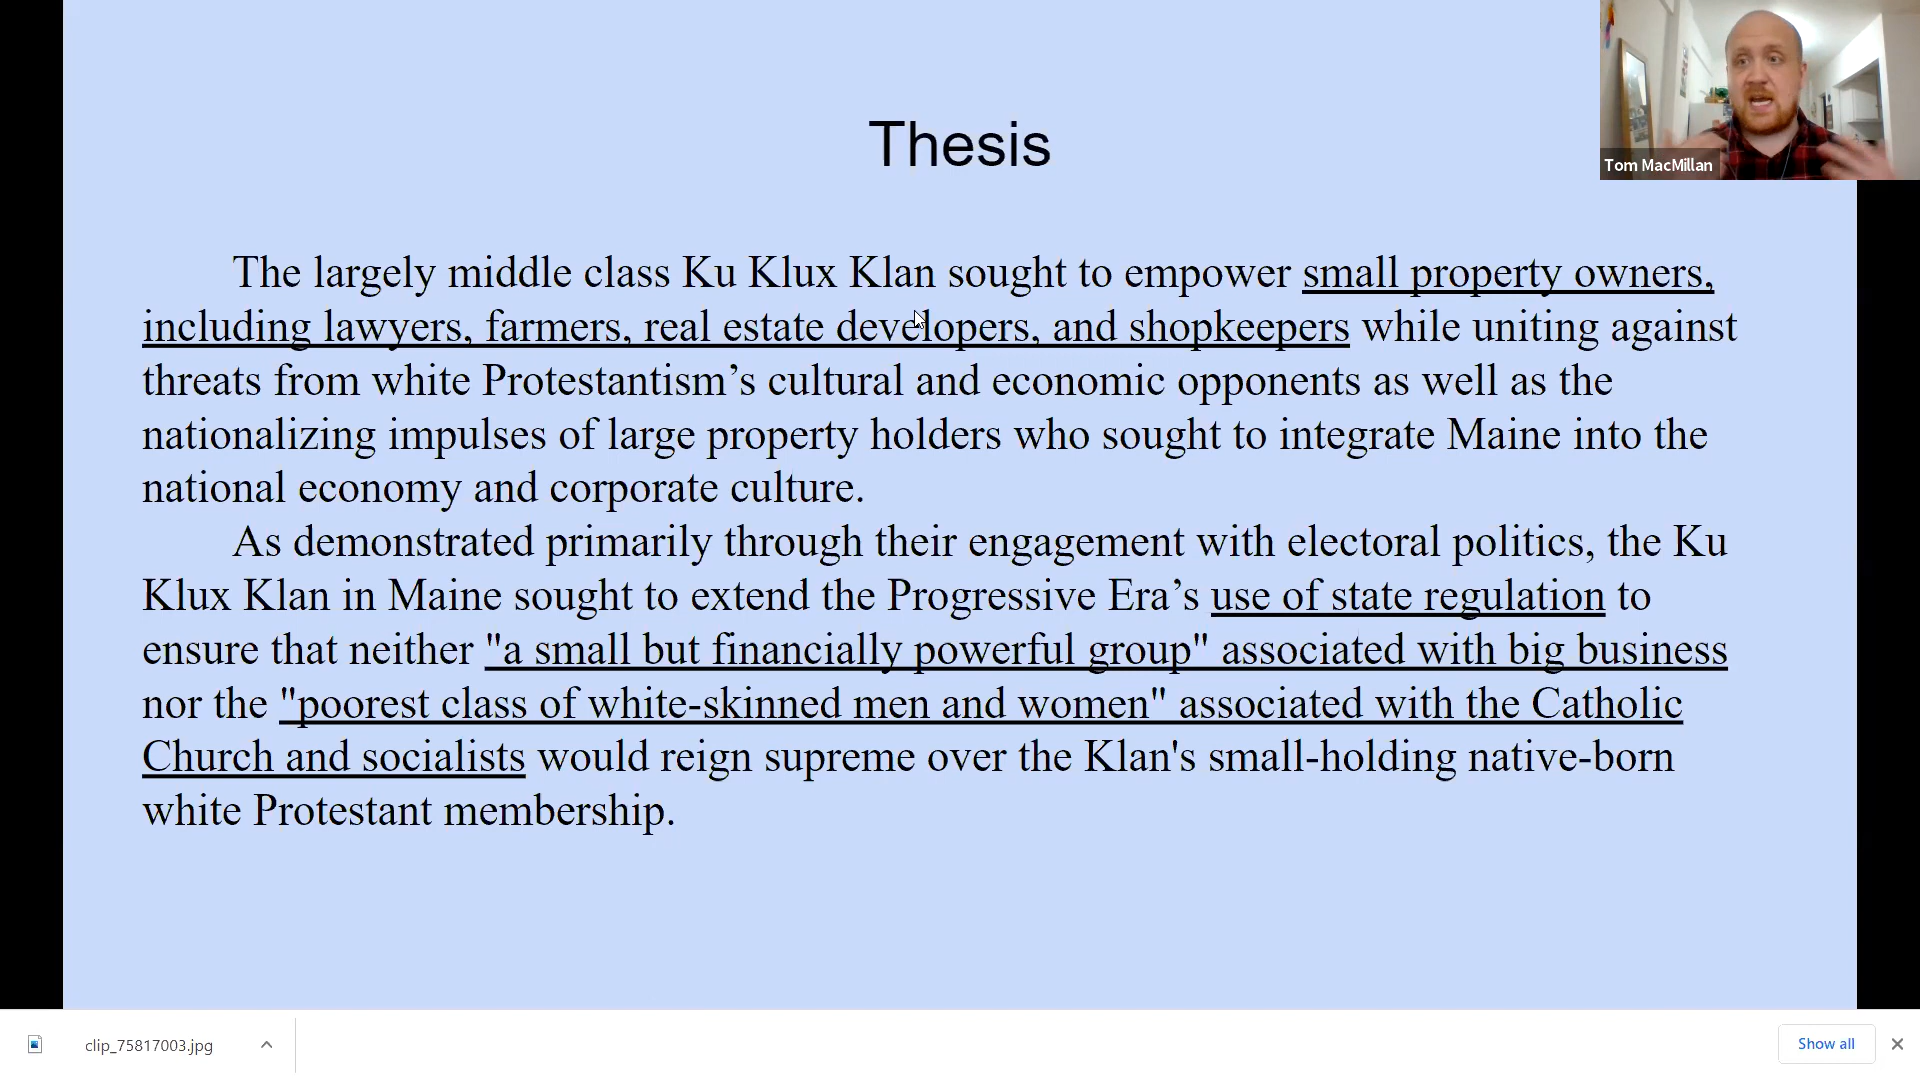 Thesis
Tom MacMillan
The largely middle class Ku Klux Klan sought to empower small property owners,
including lawyers, farmers, real estate developers, and shopkeepers while uniting against
threats from white Protestantism’s cultural and economic opponents as well as the
nationalizing impulses of large property holders who sought to integrate Maine into the
national economy and corporate culture.
As demonstrated primarily through their engagement with electoral politics, the Ku
Klux Klan in Maine sought to extend the Progressive Era’s use of state regulation to
ensure that neither "a small but financially powerful group" associated with big business
nor the "poorest class of white-skinned men and women" associated with the Catholic
Church and socialists would reign supreme over the Klan's small-holding native-born
white Protestant membership.
clip_75817003.jpg
Show all